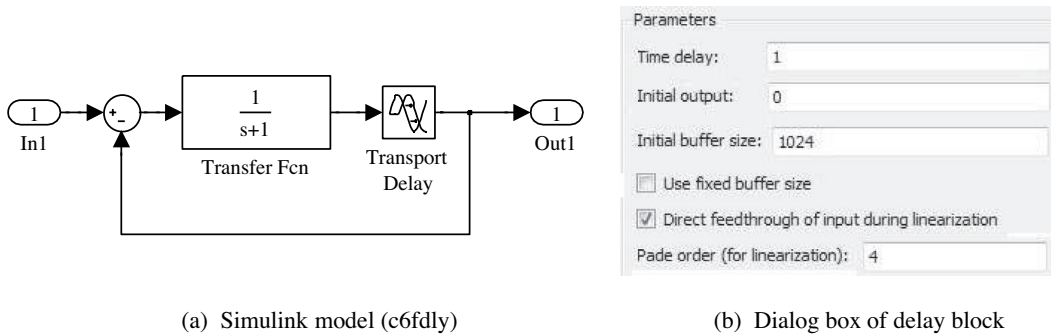 1
In1
+
-
1
s+1
Transfer Fcn
Transport
Delay
1
Out1
(a) Simulink model (c6fdly)
Parameters
Time delay: 1
Initial output: 0
Initial buffer size: 1024
Use fixed buffer size
Direct feedthrough of input during linearization
Pade order (for linearization): 4
(b) Dialog box of delay block